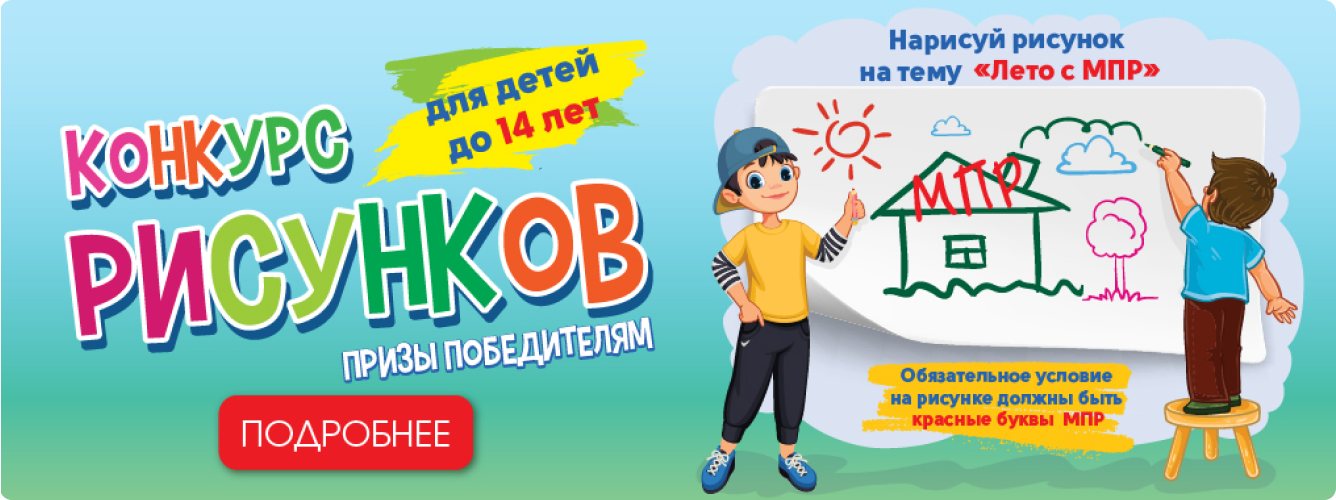 КОНКУРС
РИСУНКОВ
для детей
до 14 лет
ПРИЗЫ ПОБЕДИТЕЛЯМ
ПОДРОБНЕЕ
Нарисуй рисунок
на тему «Лето с МПР»
МПР
Обязательное условие
на рисунке должны быть
красные буквы МПР